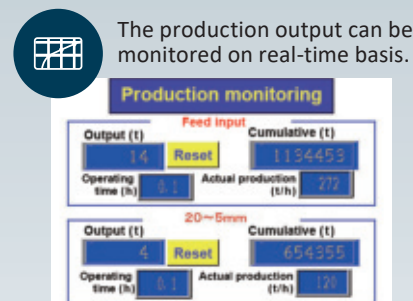 The production output can be
monitored on real-time basis.
Production monitoring
Feed input
Output (t) Cumulative (t)
14 Reset 1134453
Operating time (h) 0.1 Actual production (t/h) 272
20~5mm
Output (t) Cumulative (t)
4 Reset 654355
Operating time (h) 0.1 Actual production (t/h) 120